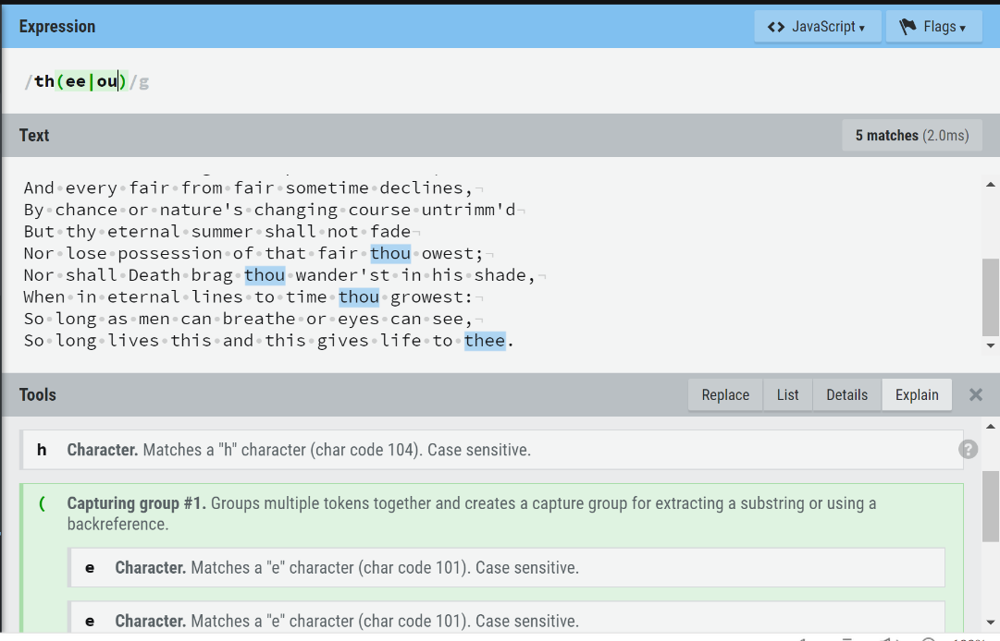 Expression
<> JavaScript ▾
Flags ▾
/th(ee|ou)/g
Text
5 matches (2.0ms)
And every fair from fair sometime declines,
By chance or nature's changing course untrimm'd
But thy eternal summer shall not fade
Nor lose possession of that fair thou owest;
Nor shall Death brag thou wander'st in his shade,
When in eternal lines to time thou growest:
So long as men can breathe or eyes can see,
So long lives this and this gives life to thee.
Tools
Replace
List
Details
Explain
h Character. Matches a "h" character (char code 104). Case sensitive.
?
( Capturing group #1. Groups multiple tokens together and creates a capture group for extracting a substring or using a
backreference.
e Character. Matches a "e" character (char code 101). Case sensitive.
e Character. Matches a "e" character (char code 101). Case sensitive.